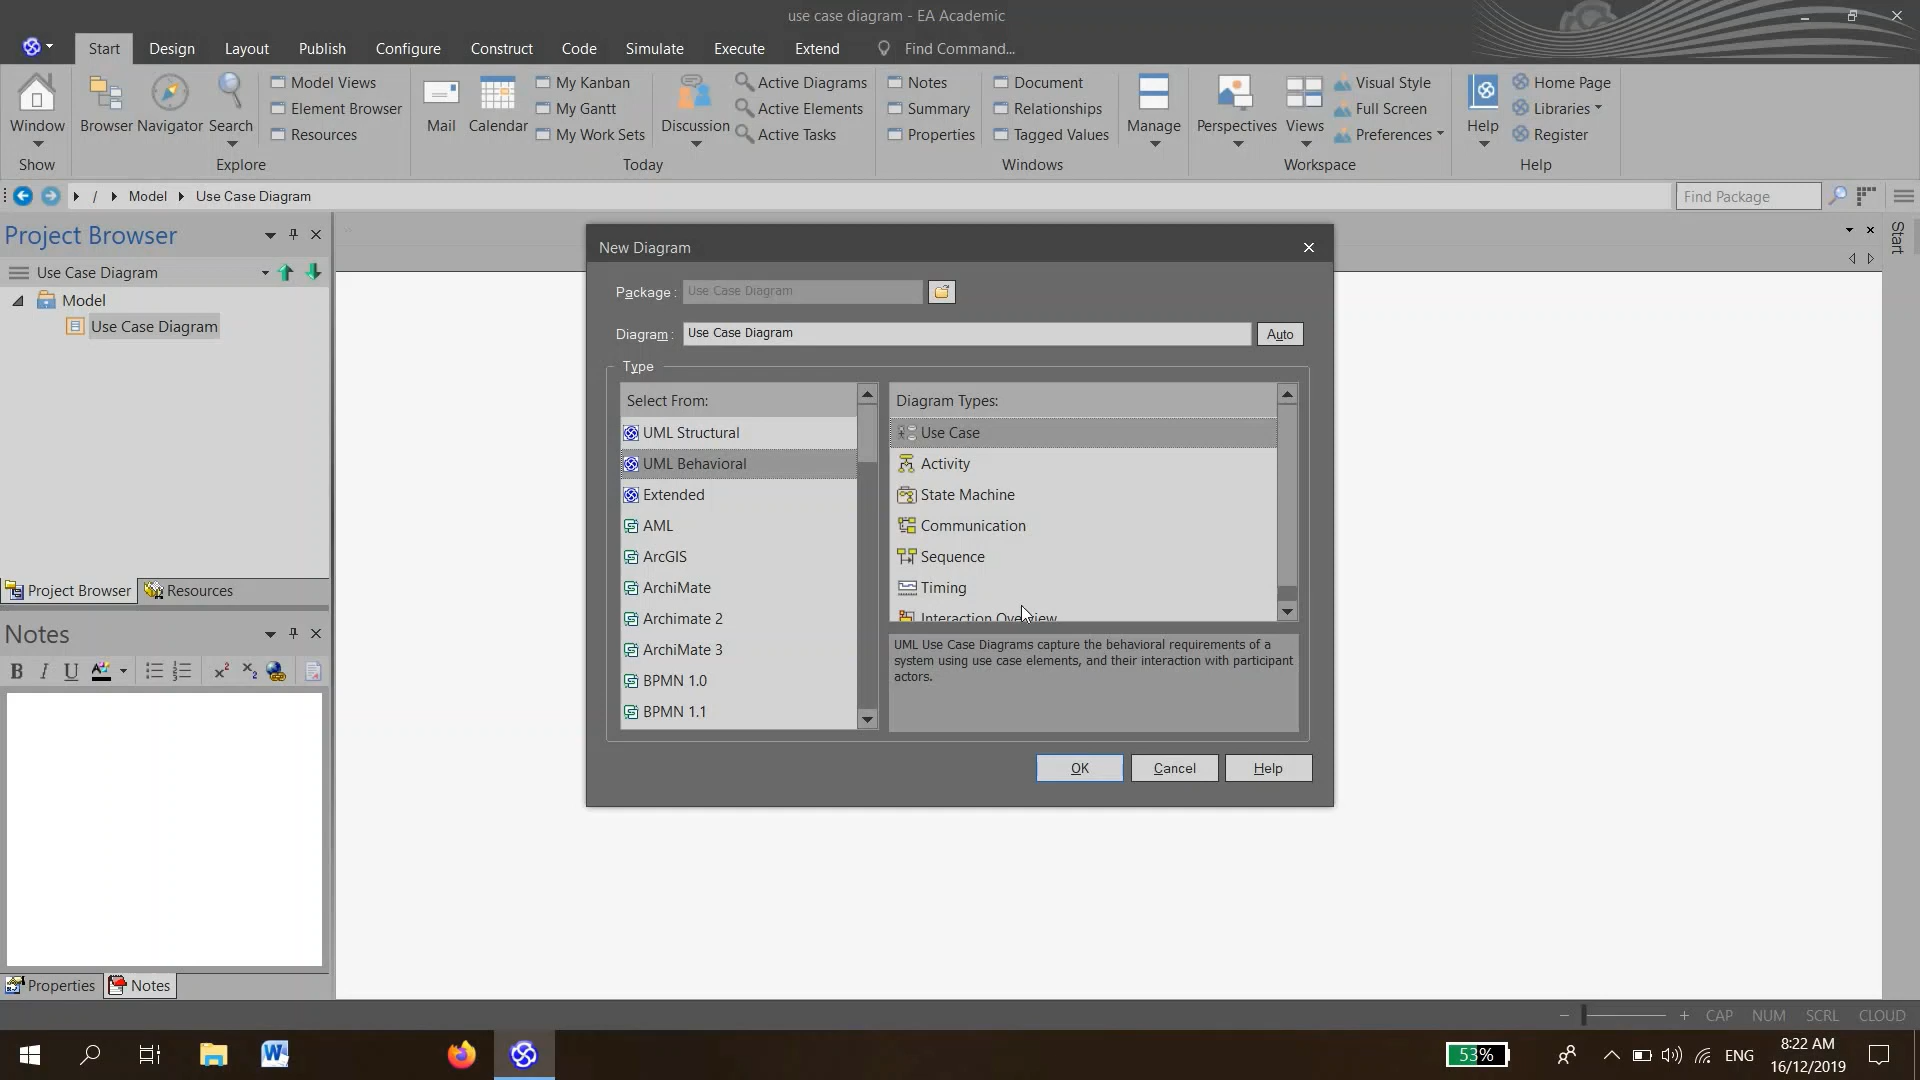 use case diagram - EA Academic
Start Design Layout Publish Configure Construct Code Simulate Execute Extend Find Command...
Window
Show
Browser Navigator Search
Model Views
Element Browser
Resources
Explore
Mail Calendar
My Kanban
My Gantt
My Work Sets
Discussion
Active Diagrams
Active Elements
Active Tasks
Today
Notes
Summary
Properties
Document
Relationships
Tagged Values
Windows
Manage
Perspectives Views
Visual Style
Full Screen
Preferences
Workspace
Help
Home Page
Libraries
Register
Help
/ Model Use Case Diagram
Find Package
Project Browser
Use Case Diagram
Model
Use Case Diagram
Project Browser Resources
Notes
B I U A x² x₂
Properties Notes
Start
New Diagram
Package : Use Case Diagram
Diagram : Use Case Diagram Auto
Type
Select From:
UML Structural
UML Behavioral
Extended
AML
ArcGIS
ArchiMate
Archimate 2
ArchiMate 3
BPMN 1.0
BPMN 1.1
Diagram Types:
Use Case
Activity
State Machine
Communication
Sequence
Timing
Interaction Overview
UML Use Case Diagrams capture the behavioral requirements of a
system using use case elements, and their interaction with participant
actors.
OK Cancel Help
CAP NUM SCRL CLOUD
53%
ENG
8:22 AM
16/12/2019